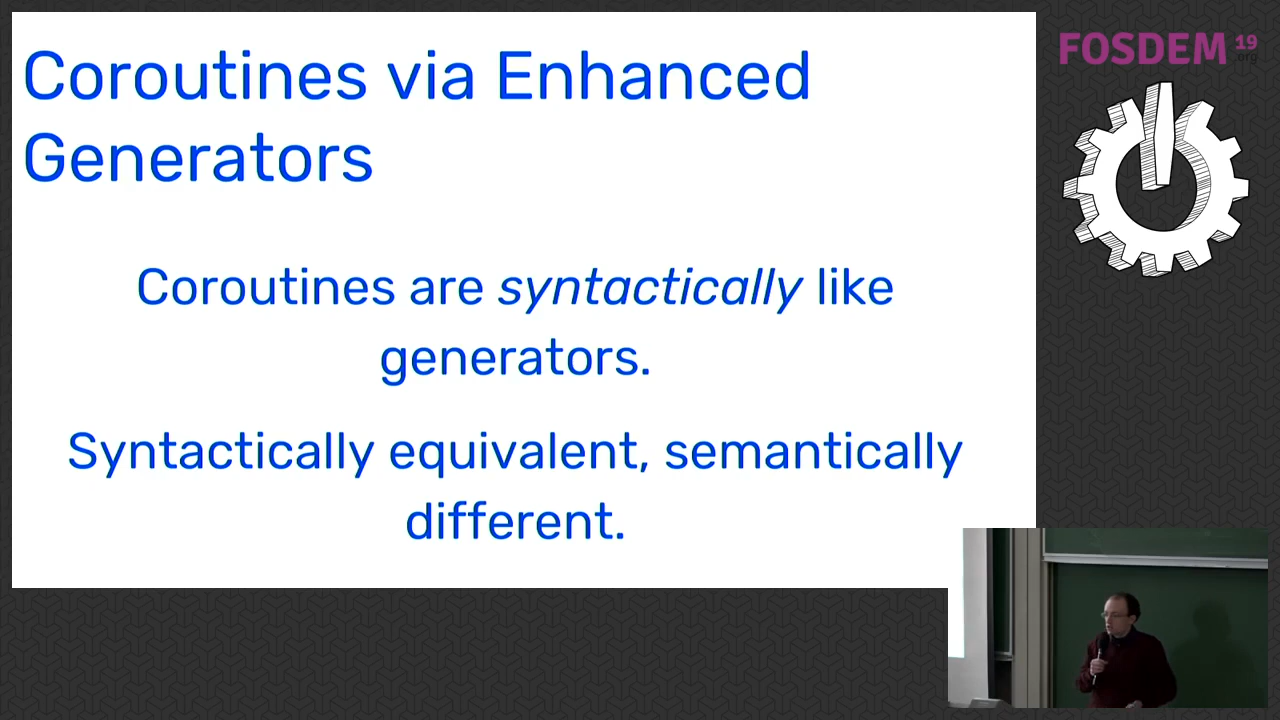 Coroutines via Enhanced
Generators
Coroutines are syntactically like
generators.
Syntactically equivalent, semantically
different.
FOSDEM 19
.org